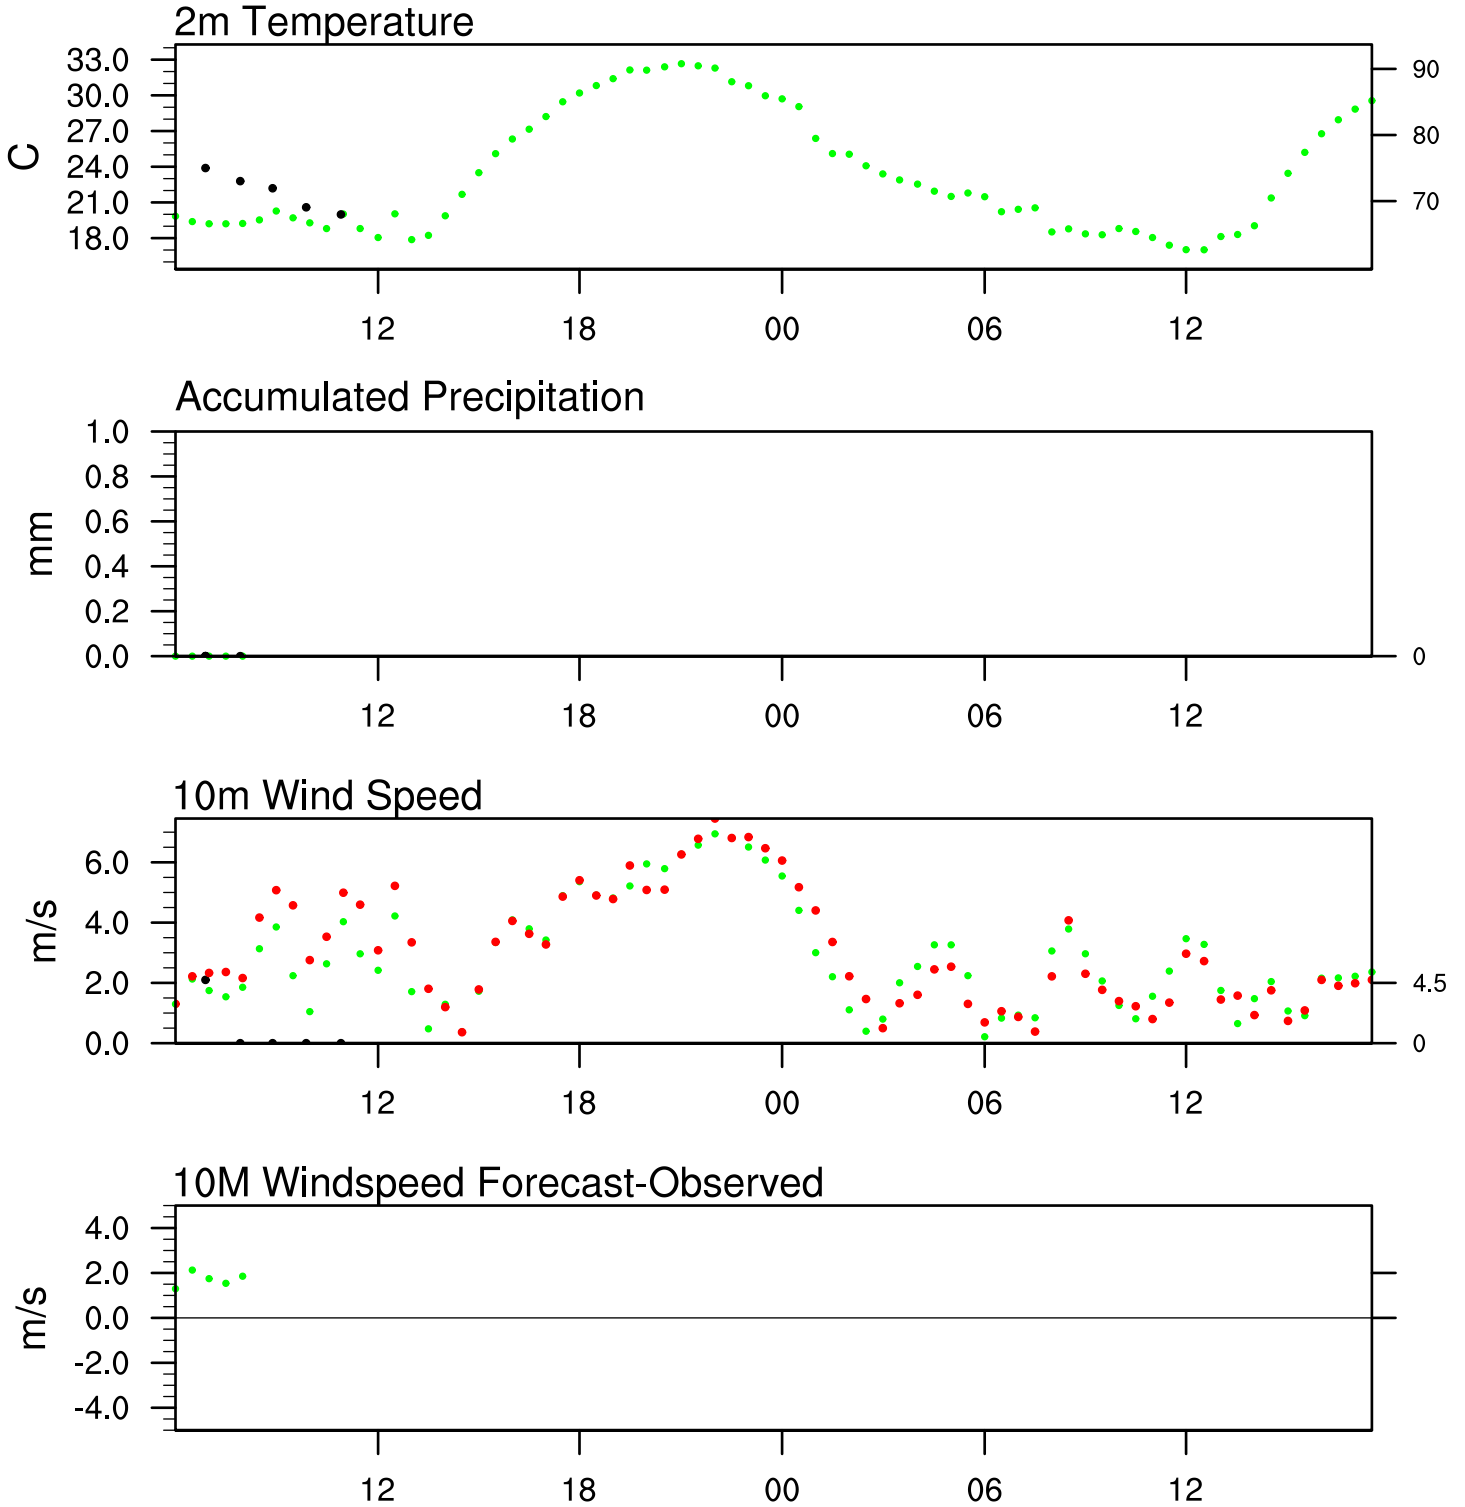 2m Temperature
33.0
90
30.0
27.0
80
C
24.0
21.0
70
18.0
12 18 00 06 12
Accumulated Precipitation
1.0
0.8
0.6
mm
0.4
0.2
0.0
0
12 18 00 06 12
10m Wind Speed
6.0
4.0
m/s
2.0
4.5
0.0
0
12 18 00 06 12
10M Windspeed Forecast-Observed
4.0
2.0
m/s
0.0
-2.0
-4.0
12 18 00 06 12